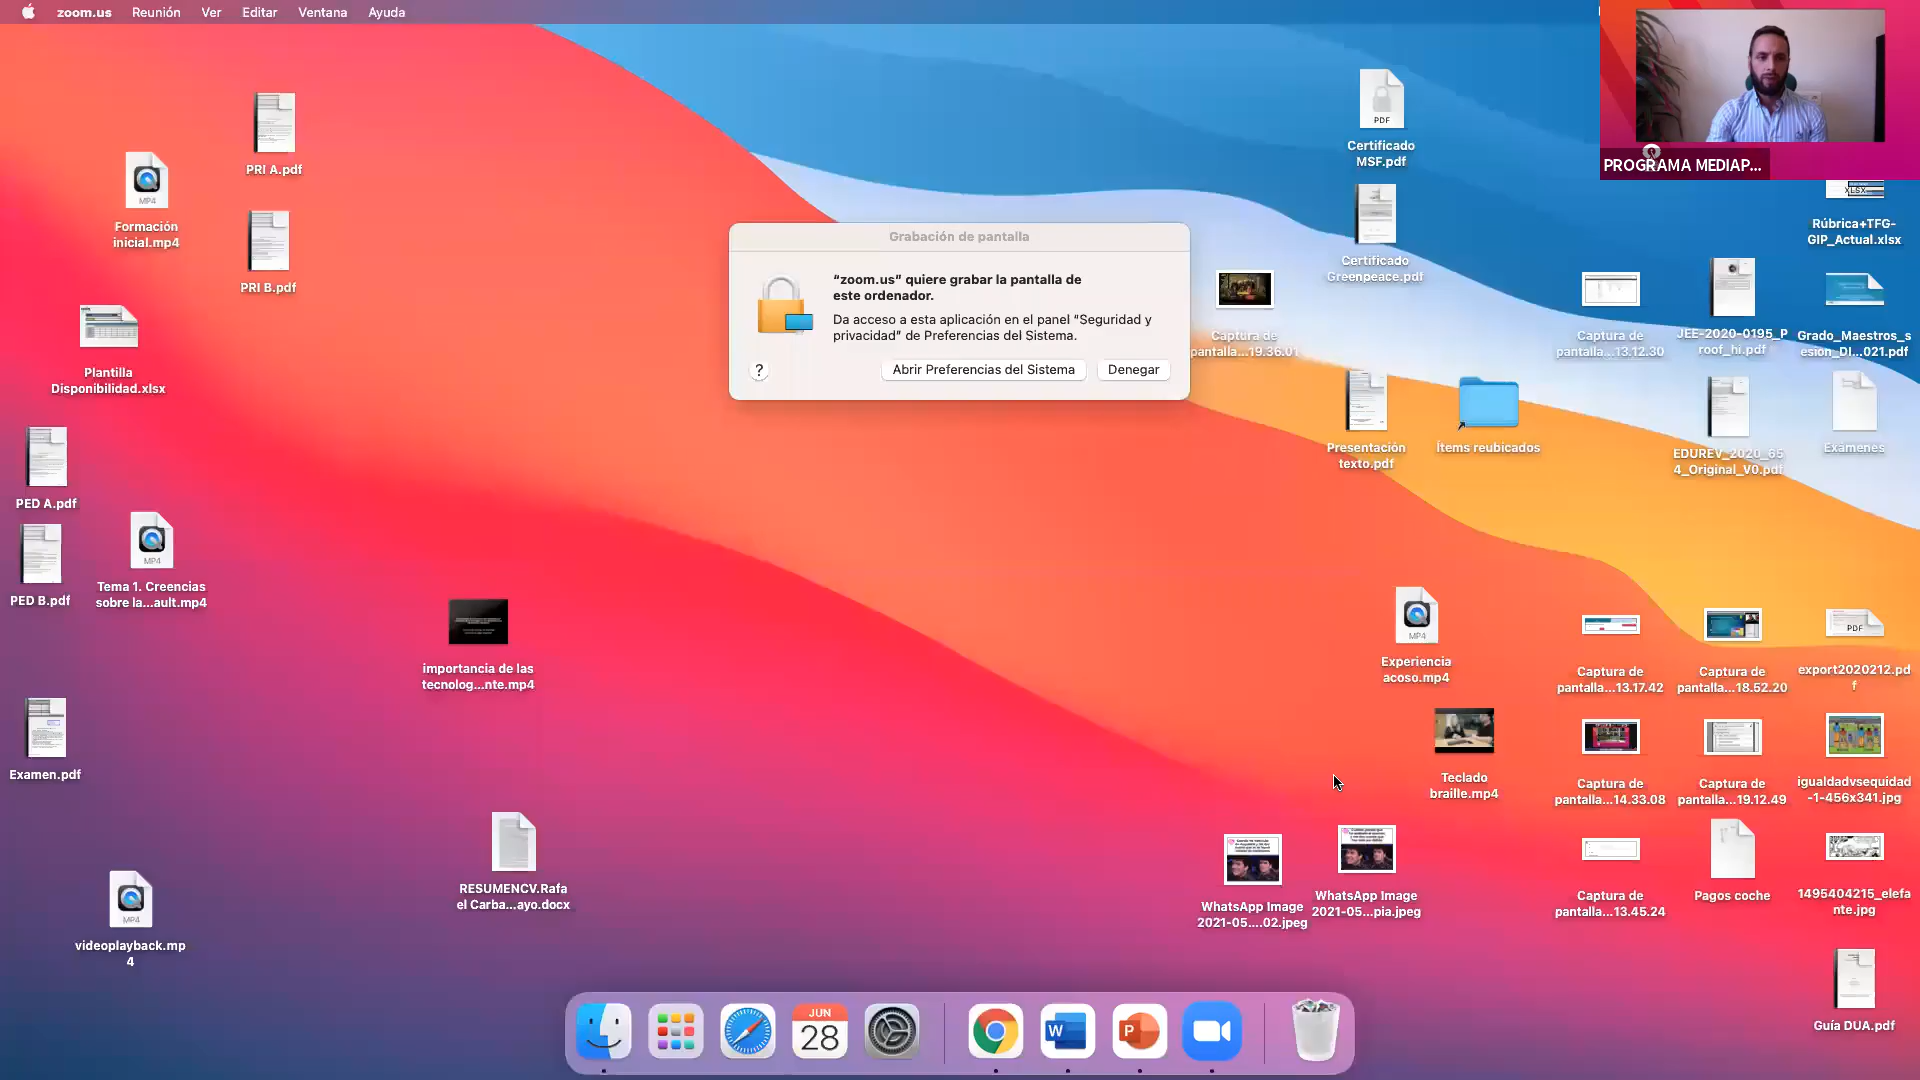 zoom.us Reunión Ver Editar Ventana Ayuda
PROGRAMA MEDIAP...
Grabación de pantalla
“zoom.us” quiere grabar la pantalla de
este ordenador.
Da acceso a esta aplicación en el panel “Seguridad y
privacidad” de Preferencias del Sistema.
?
Abrir Preferencias del Sistema
Denegar
PRI A.pdf
MP4
Formación
inicial.mp4
PRI B.pdf
Plantilla
Disponibilidad.xlsx
PED A.pdf
MP4
Tema 1. Creencias
sobre la...ault.mp4
PED B.pdf
importancia de las
tecnolog...nte.mp4
Examen.pdf
RESUMENCV.Rafa
el Carba...ayo.docx
MP4
videoplayback.mp
4
PDF
Certificado
MSF.pdf
Certificado
Greenpeace.pdf
XLSX
Rúbrica+TFG-
GIP_Actual.xlsx
Captura de
pantalla...19.36.01
Captura de
pantalla...13.12.30
JEE-2020-0195_P
roof_hi.pdf
Grado_Maestros_s
esion_DI...021.pdf
Presentación
texto.pdf
Ítems reubicados
EDUREV_2020_65
4_Original_V0.pdf
Examenes
MP4
Experiencia
acoso.mp4
Captura de
pantalla...13.17.42
Captura de
pantalla...18.52.20
PDF
export2020212.pd
f
Teclado
braille.mp4
Captura de
pantalla...14.33.08
Captura de
pantalla...19.12.49
igualdadvsequidad
-1-456x341.jpg
WhatsApp Image
2021-05....02.jpeg
WhatsApp Image
2021-05...pia.jpeg
Captura de
pantalla...13.45.24
Pagos coche
1495404215_elefa
nte.jpg
Guía DUA.pdf
JUN
28
W
P